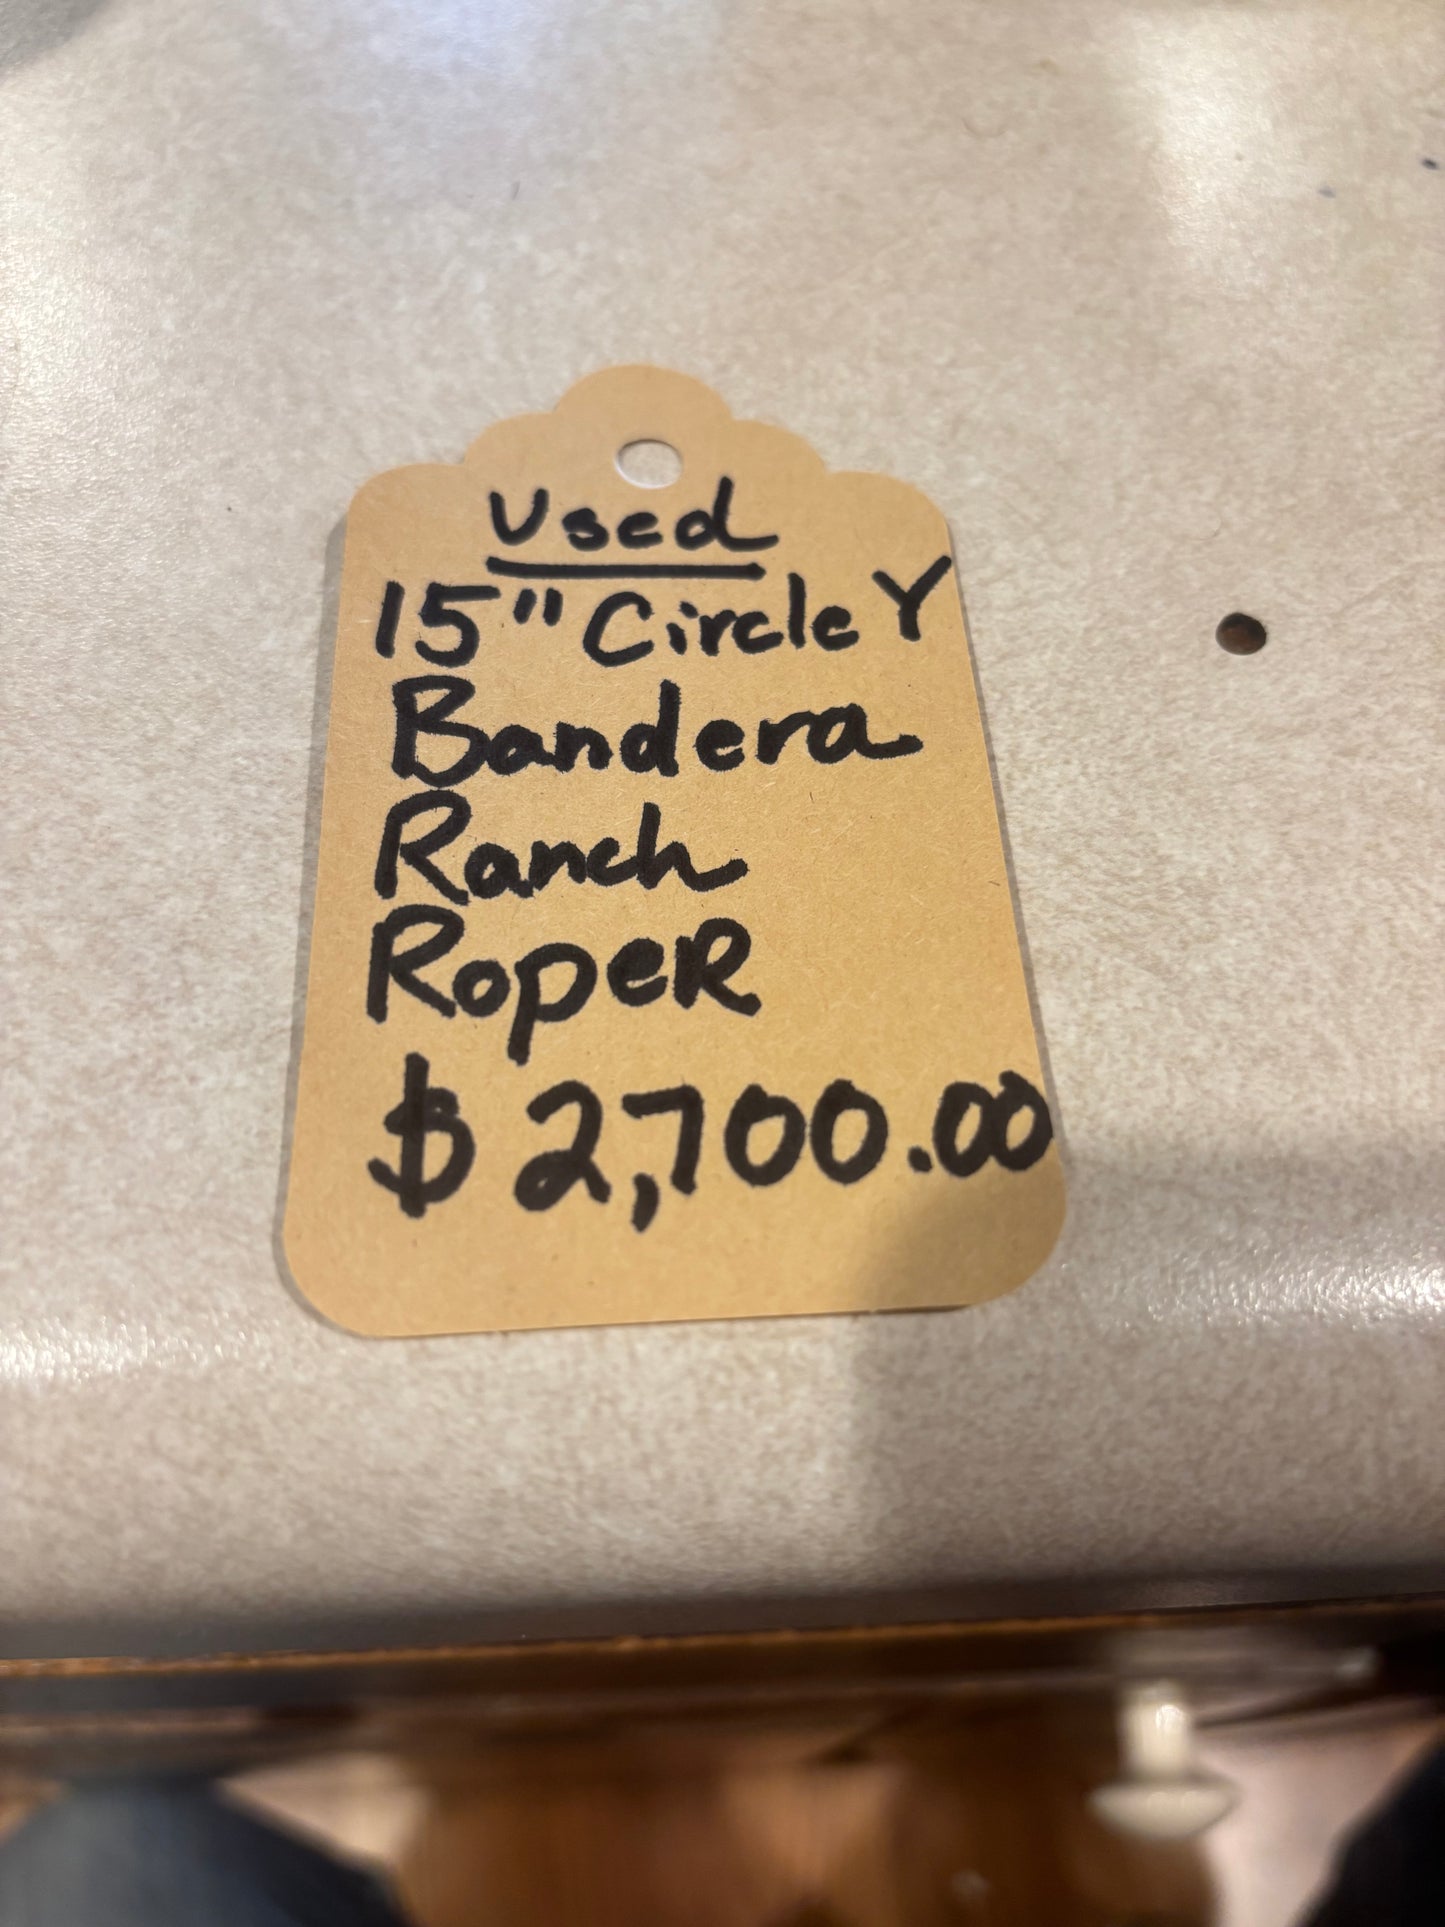 Used
15" Circle Y
Bandera
Ranch
RopeR
$2,700.00